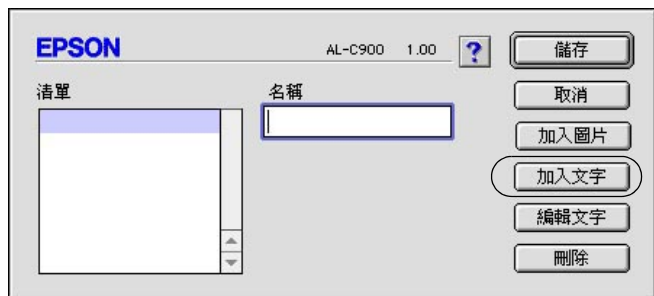 EPSON
AL-C900 1.00 ?
儲存
清單
名稱
取消
加入圖片
加入文字
編輯文字
刪除